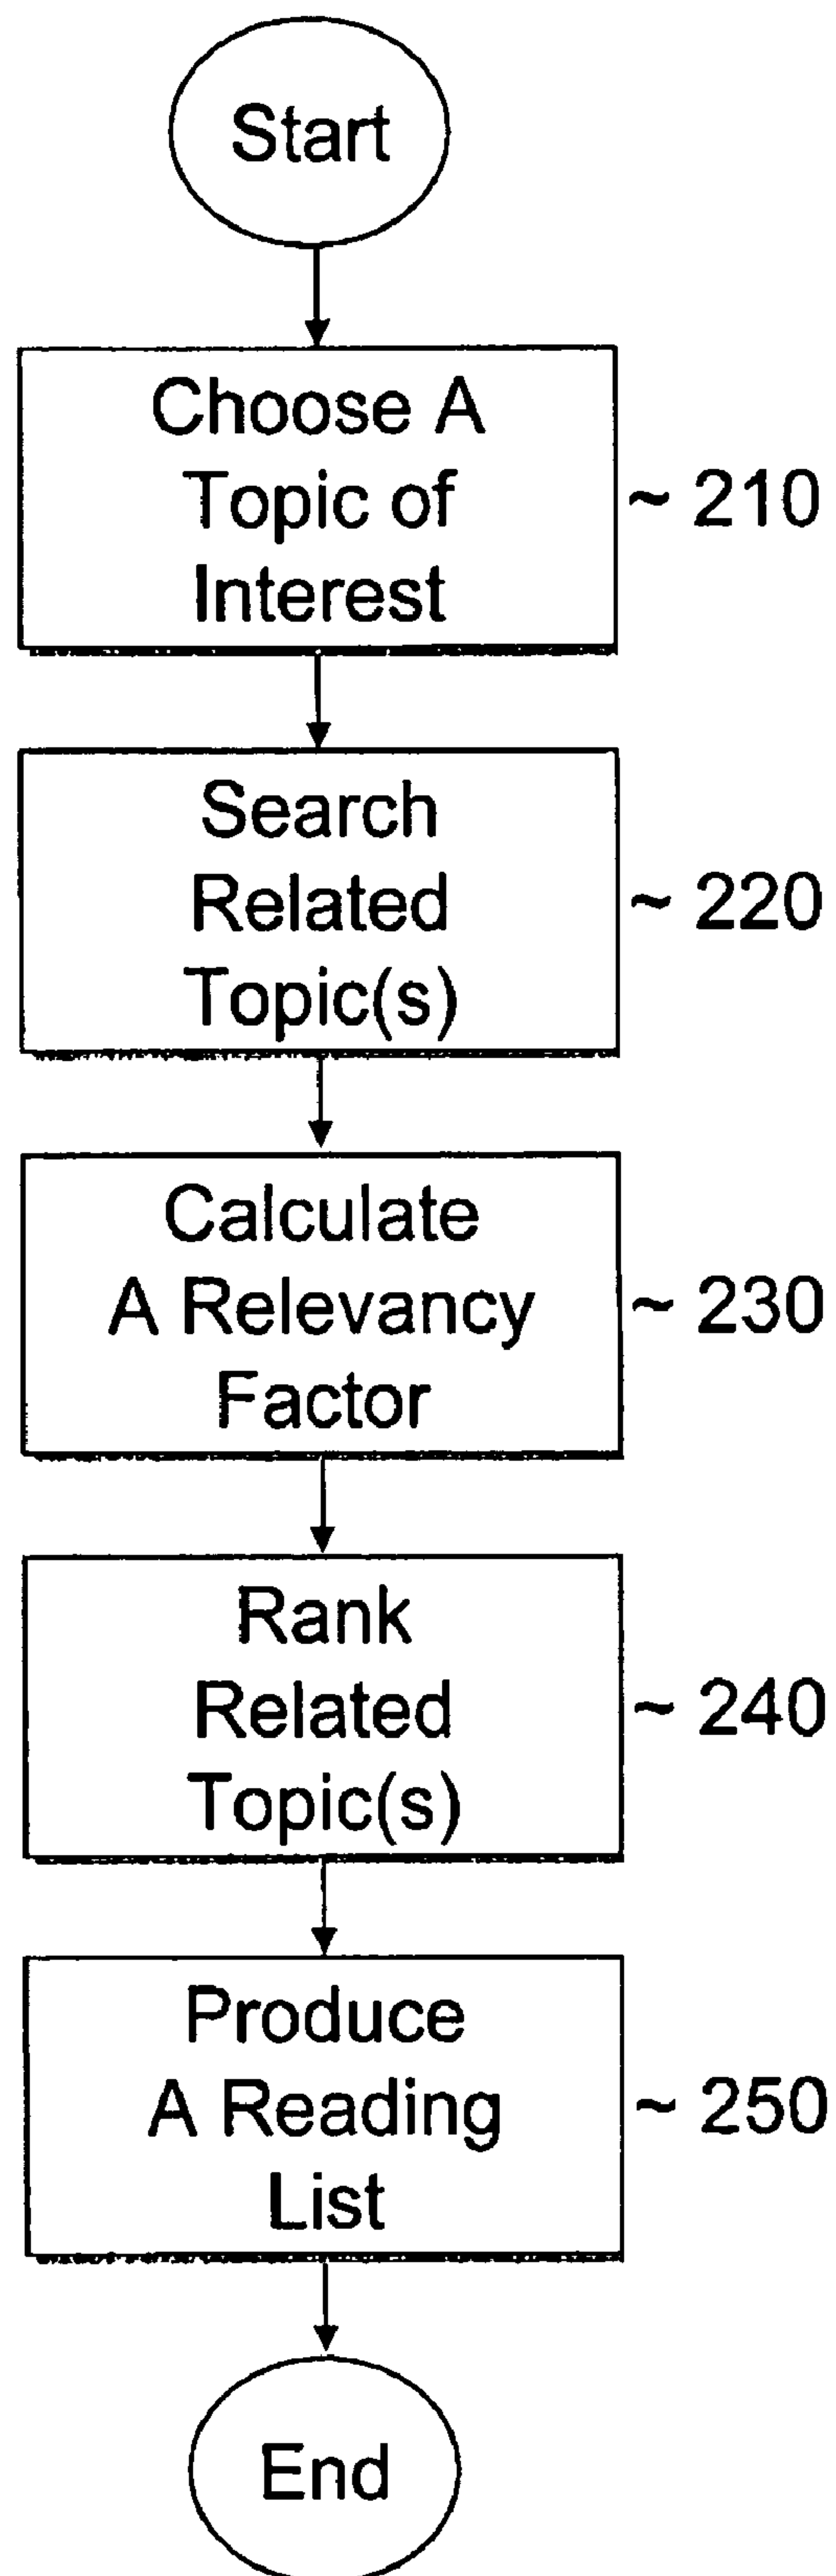 Start
Choose A
Topic of
Interest
~ 210
Search
Related
Topic(s)
~ 220
Calculate
A Relevancy
Factor
~ 230
Rank
Related
Topic(s)
~ 240
Produce
A Reading
List
~ 250
End